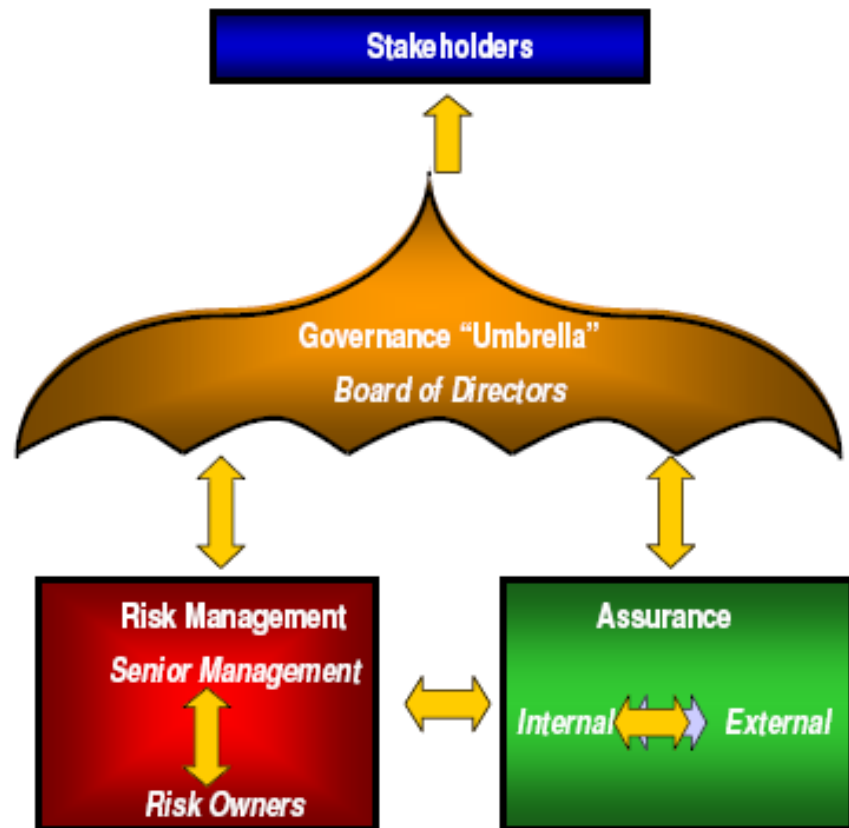 Stakeholders
Governance “Umbrella”
Board of Directors
Risk Management
Senior Management
Risk Owners
Assurance
Internal External